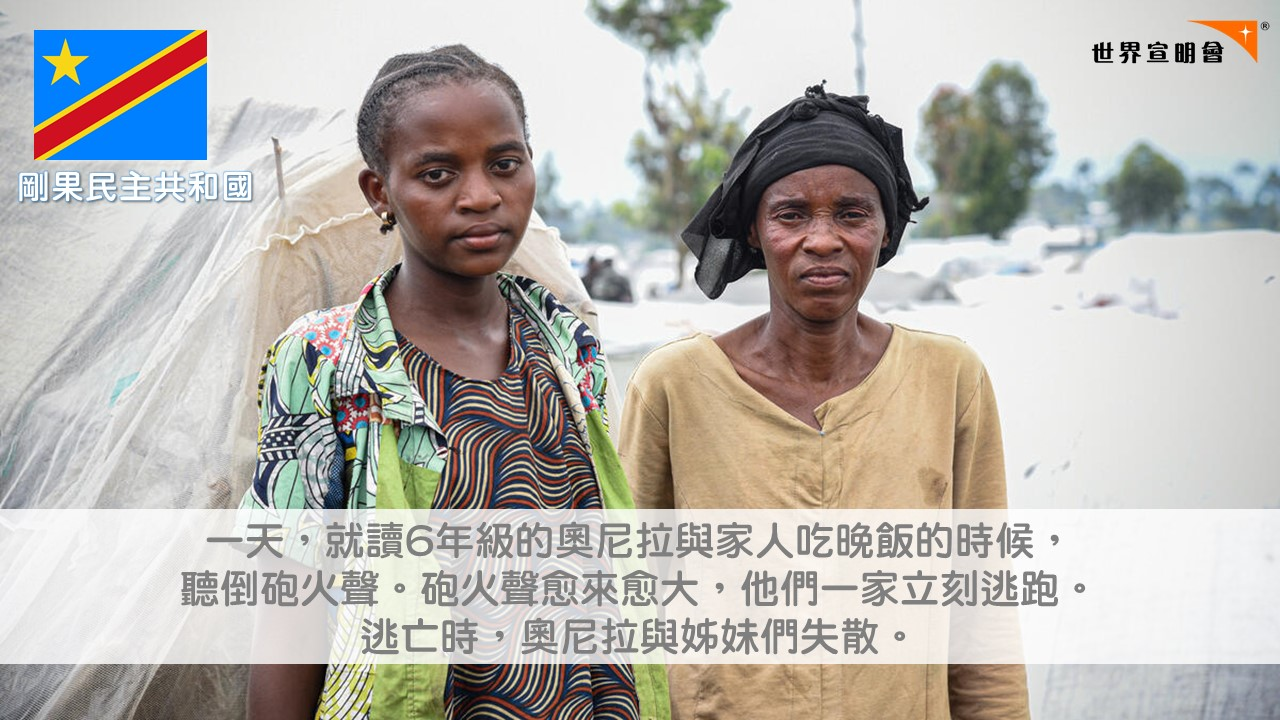 世界宣明會®
剛果民主共和國
一天，就讀6年級的奧尼拉與家人吃晚飯的時候，
聽倒砲火聲。砲火聲愈來愈大，他們一家立刻逃跑。
逃亡時，奧尼拉與姊妹們失散。